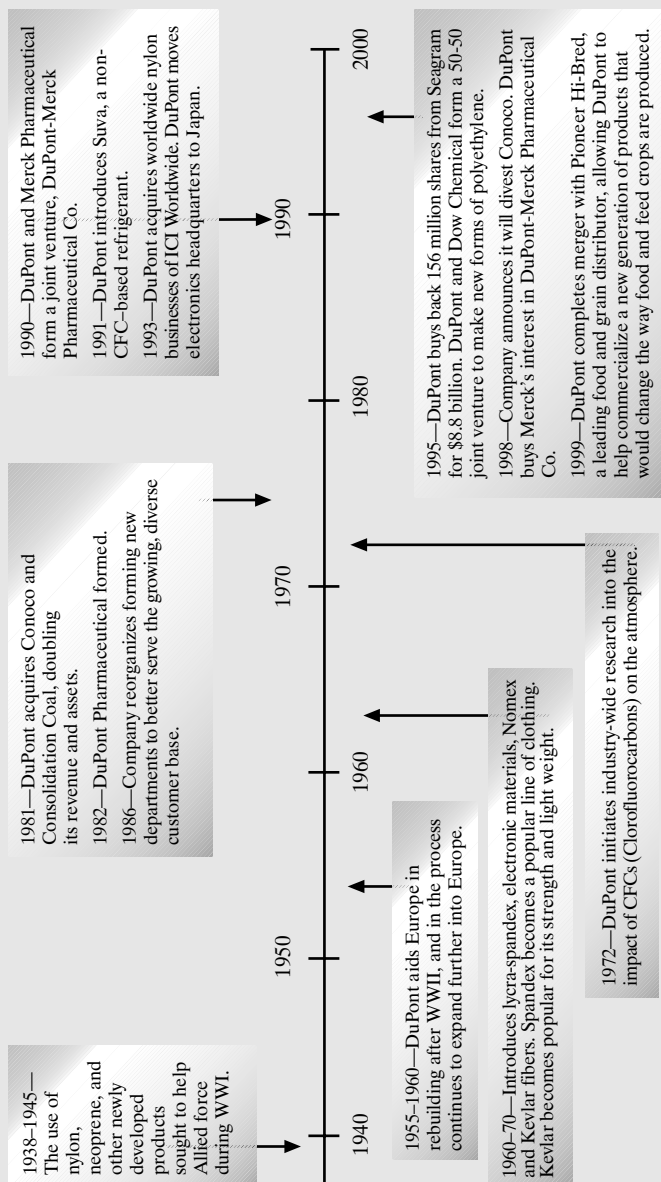 1938–1945—
The use of
nylon,
neoprene, and
other newly
developed
products
sought to help
Allied force
during WWI.
1981—DuPont acquires Conoco and
Consolidation Coal, doubling
its revenue and assets.
1982—DuPont Pharmaceutical formed.
1986—Company reorganizes forming new
departments to better serve the growing, diverse
customer base.
1990—DuPont and Merck Pharmaceutical
form a joint venture, DuPont-Merck
Pharmaceutical Co.
1991—DuPont introduces Suva, a non-
CFC–based refrigerant.
1993—DuPont acquires worldwide nylon
businesses of ICI Worldwide. DuPont moves
electronics headquarters to Japan.
1940
1950
1960
1970
1980
1990
2000
1955–1960—DuPont aids Europe in
rebuilding after WWII, and in the process
continues to expand further into Europe.
1960–70—Introduces lycra-spandex, electronic materials, Nomex
and Kevlar fibers. Spandex becomes a popular line of clothing.
Kevlar becomes popular for its strength and light weight.
1972—DuPont initiates industry-wide research into the
impact of CFCs (Clorofluorocarbons) on the atmosphere.
1995—DuPont buys back 156 million shares from Seagram
for $8.8 billion. DuPont and Dow Chemical form a 50-50
joint venture to make new forms of polyethylene.
1998—Company announces it will divest Conoco. DuPont
buys Merck’s interest in DuPont-Merck Pharmaceutical
Co.
1999—DuPont completes merger with Pioneer Hi-Bred,
a leading food and grain distributor, allowing DuPont to
help commercialize a new generation of products that
would change the way food and feed crops are produced.